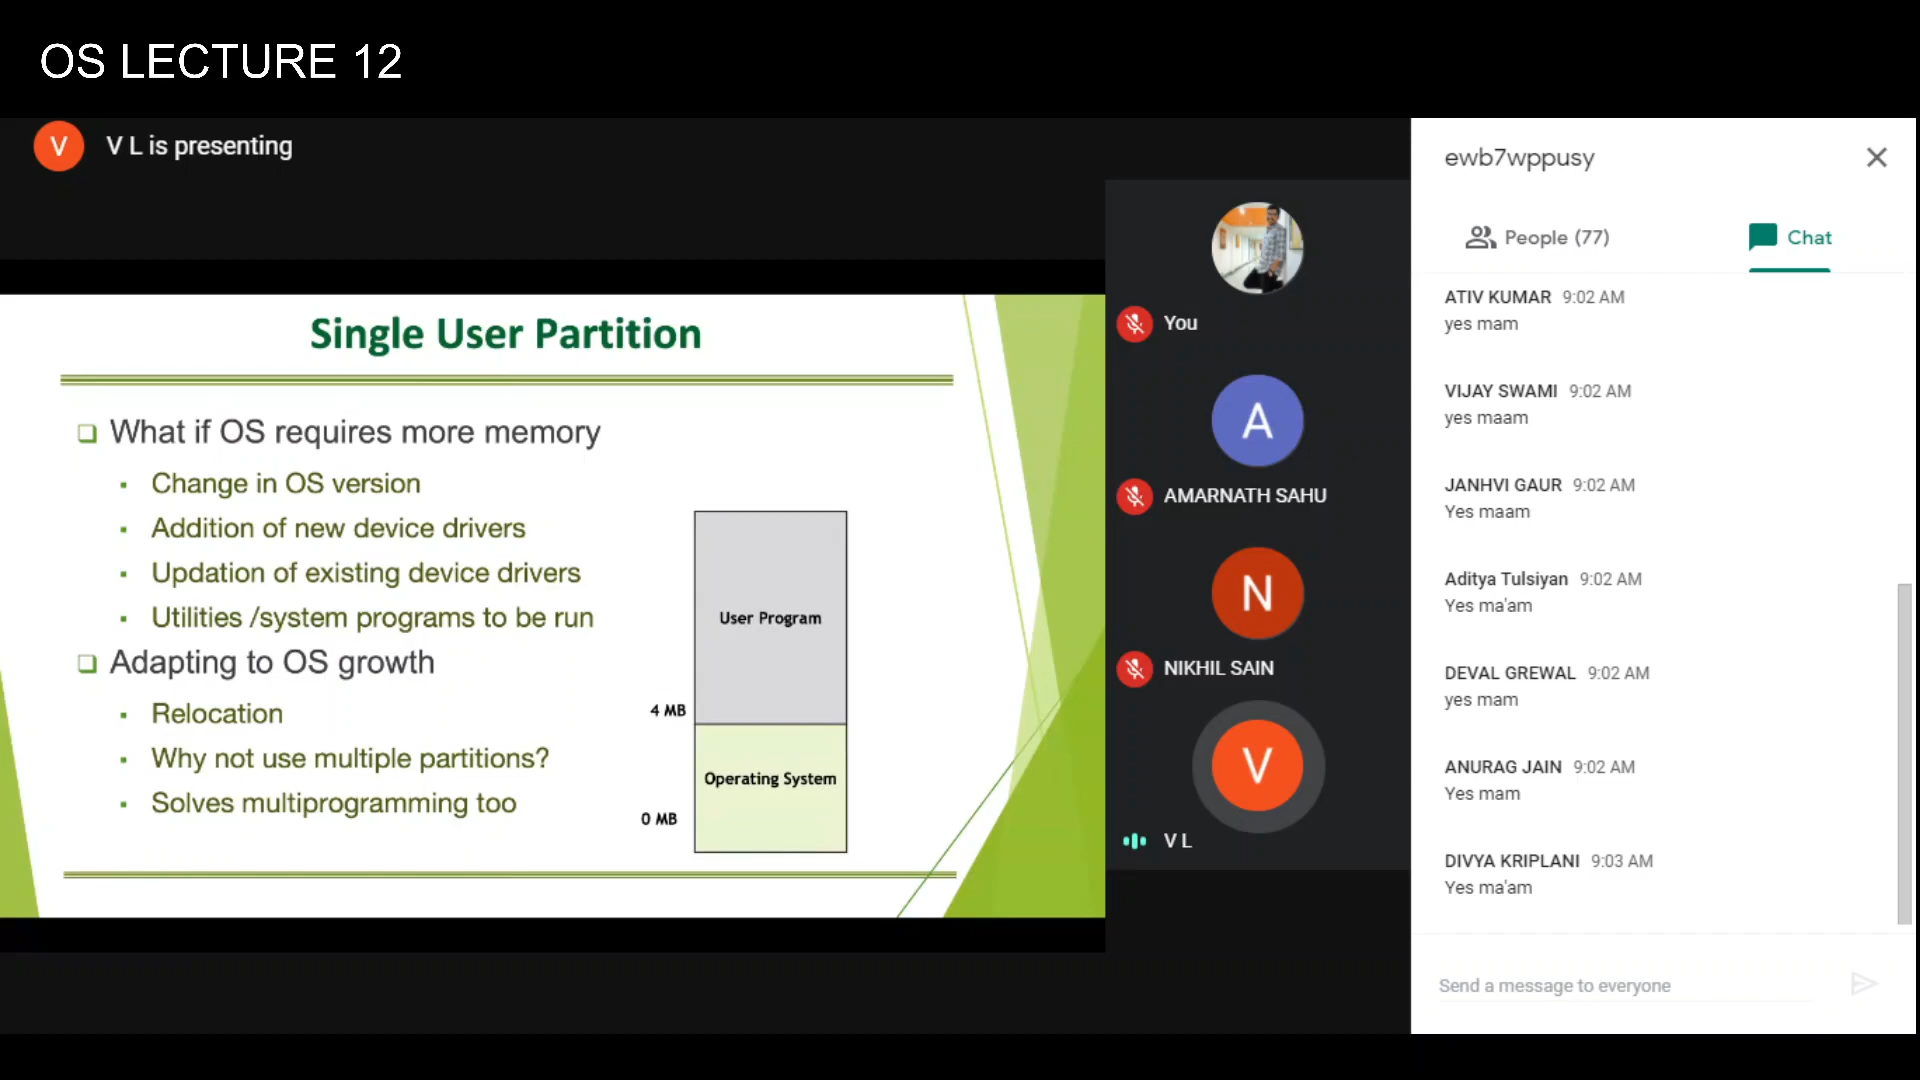 OS LECTURE 12
V
V L is presenting
Single User Partition
What if OS requires more memory
Change in OS version
Addition of new device drivers
Updation of existing device drivers
Utilities /system programs to be run
Adapting to OS growth
Relocation
Why not use multiple partitions?
Solves multiprogramming too
User Program
4 MB
Operating System
0 MB
You
A
AMARNATH SAHU
N
NIKHIL SAIN
V
V L
ewb7wppusy
People (77)
Chat
ATIV KUMAR 9:02 AM
yes mam
VIJAY SWAMI 9:02 AM
yes maam
JANHVI GAUR 9:02 AM
Yes maam
Aditya Tulsiyan 9:02 AM
Yes ma'am
DEVAL GREWAL 9:02 AM
yes mam
ANURAG JAIN 9:02 AM
Yes mam
DIVYA KRIPLANI 9:03 AM
Yes ma'am
Send a message to everyone